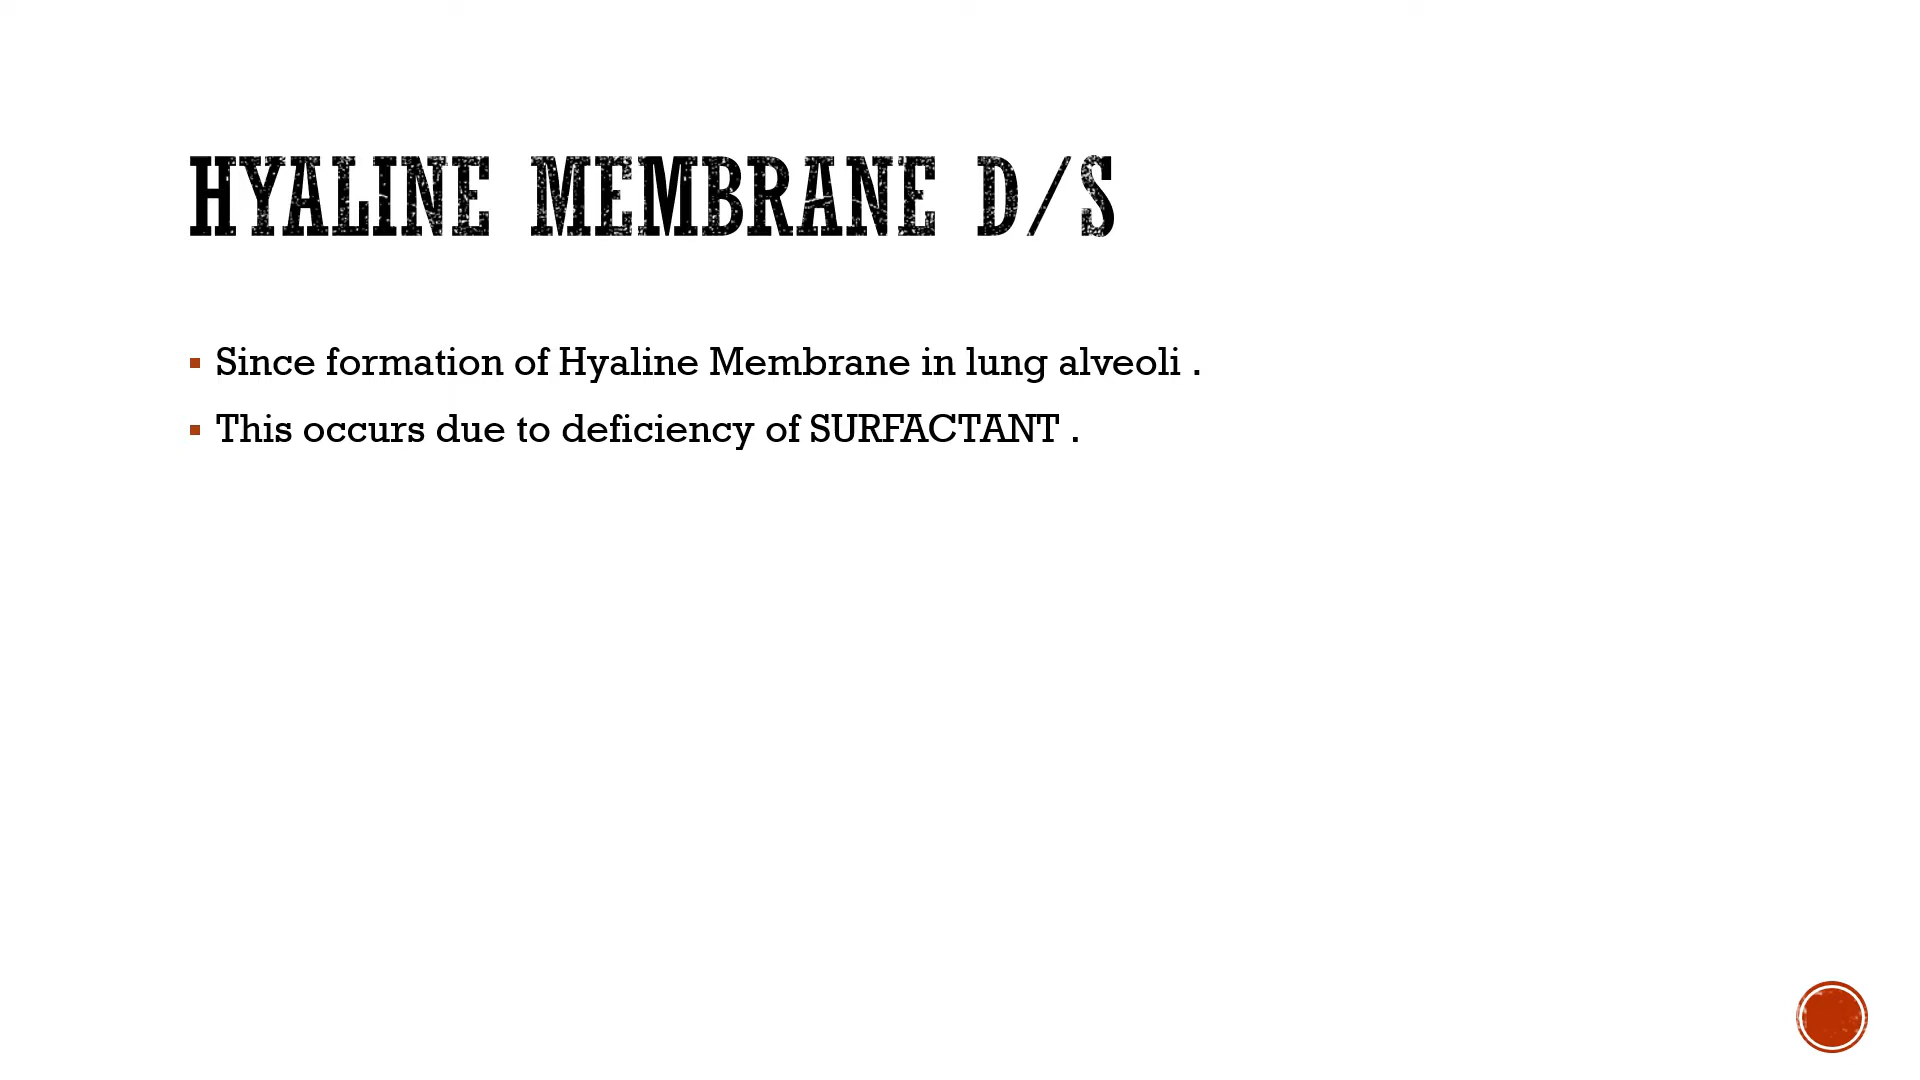 HYALINE MEMBRANE D/S
Since formation of Hyaline Membrane in lung alveoli .
This occurs due to deficiency of SURFACTANT .